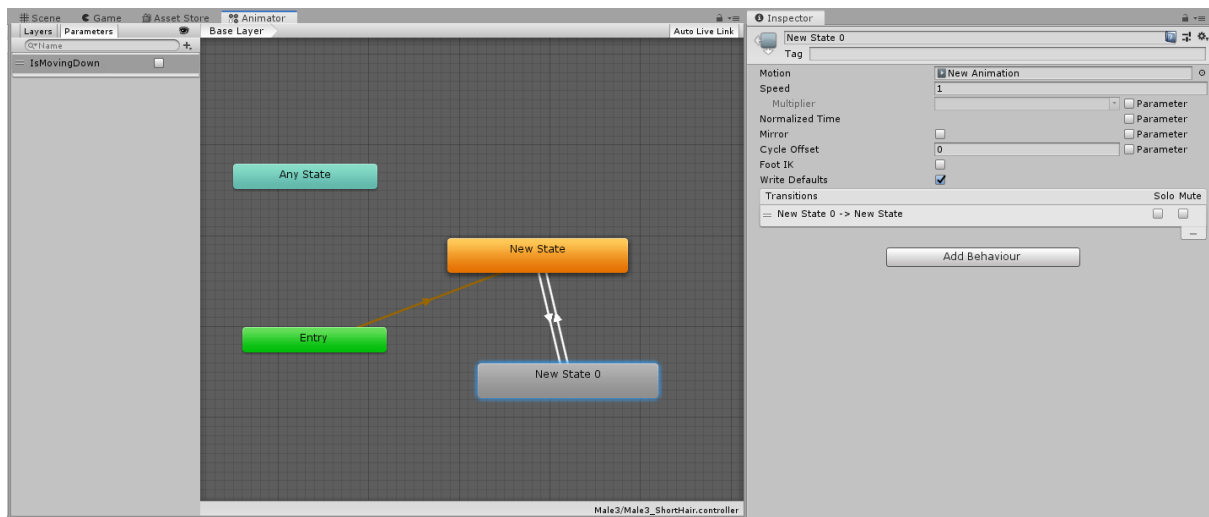 Scene Game Asset Store Animator
Layers Parameters Base Layer Auto Live Link
Name
IsMovingDown
Any State
New State
Entry
New State 0
Male3/Male3_ShortHair.controller
Inspector
New State 0
Tag
Motion New Animation
Speed 1
Multiplier Parameter
Normalized Time Parameter
Mirror Parameter
Cycle Offset 0 Parameter
Foot IK
Write Defaults
Transitions Solo Mute
New State 0 -> New State
Add Behaviour